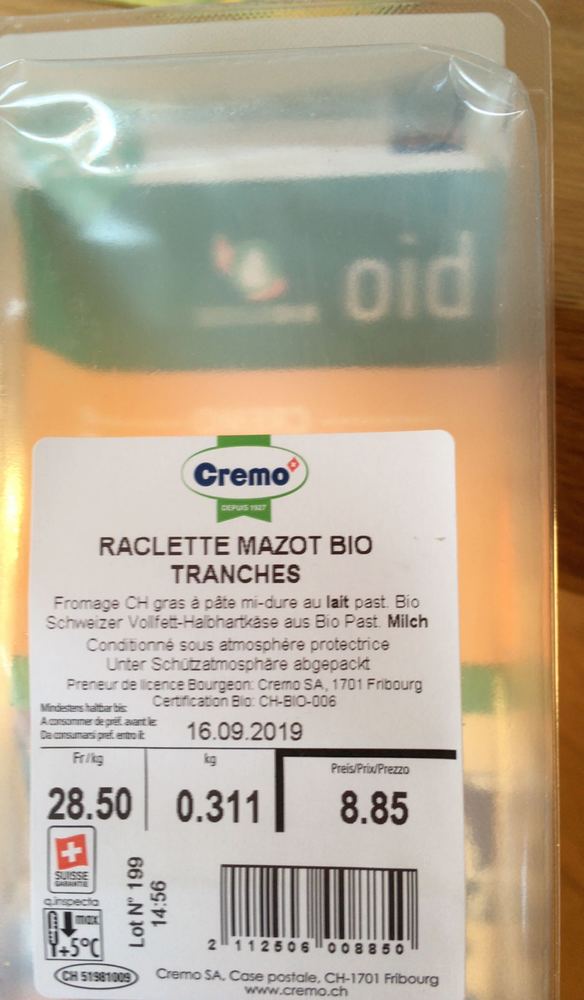 bio
Cremo
DEPUIS 1927
RACLETTE MAZOT BIO
TRANCHES
Fromage CH gras à pâte mi-dure au lait past. Bio
Schweizer Vollfett-Halbhartkäse aus Bio Past. Milch
Conditionné sous atmosphère protectrice
Unter Schützatmosphäre abgepackt
Preneur de licence Bourgeon: Cremo SA, 1701 Fribourg
Certification Bio: CH-BIO-006
Mindestens haltbar bis:
A consommer de préf. avant le:
Da consumarsi pref. entro il:
16.09.2019
Fr/kg
kg
Preis/Prix/Prezzo
28.50
0.311
8.85
SUISSE
GARANTIE
q.inspecta
max
+5°C
CH 51981009
Lot N° 199
14:56
2 112506 008850
Cremo SA, Case postale, CH-1701 Fribourg
www.cremo.ch